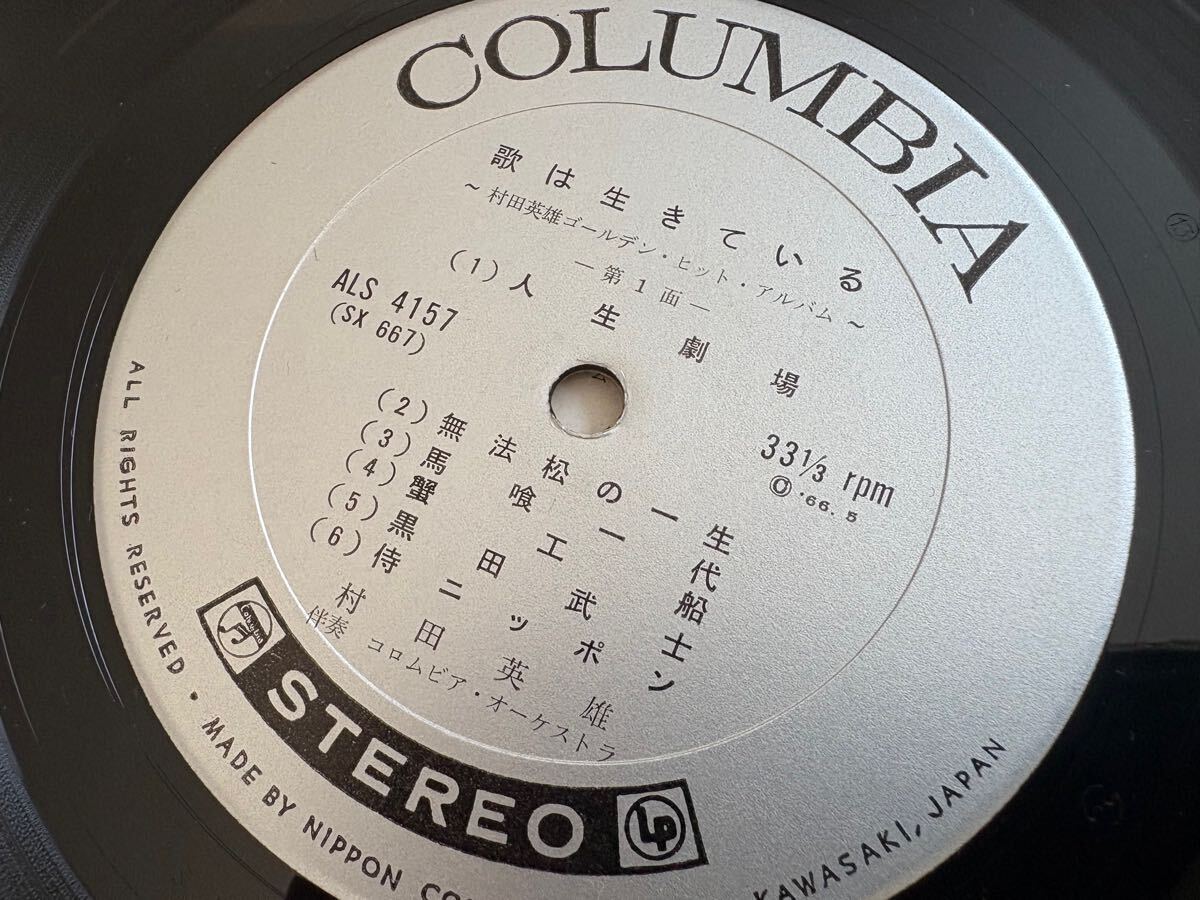 COLUMBIA
歌は生きている
~ 村田英雄ゴールデン・ヒット・アルバム ~
— 第1面 —
(1) 人生劇場
ALS 4157
(SX 667)
33⅓ rpm
Ⓟ '66. 5
(2) 無法松の一生
(3) 馬喰一代
(4) 蟹工船
(5) 黒田武士
(6) 侍ニッポン
村田英雄
伴奏 コロムビア・オーケストラ
STEREO
LP
ALL RIGHTS RESERVED • MADE BY NIPPON
KAWASAKI, JAPAN